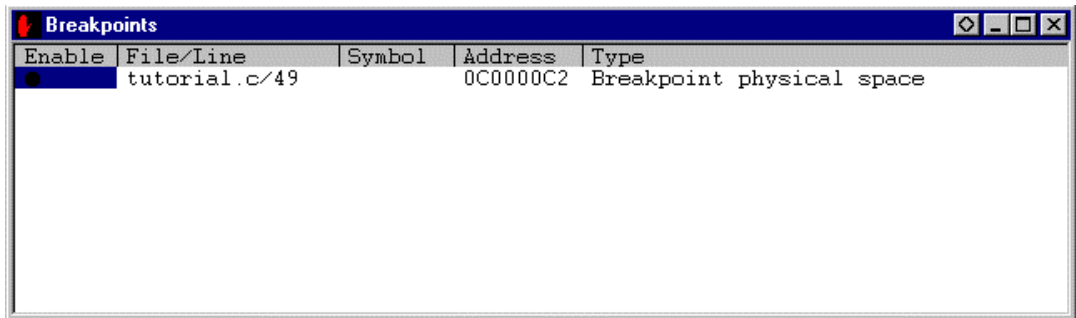 Breakpoints
Enable File/Line Symbol Address Type
tutorial.c/49 0C0000C2 Breakpoint physical space